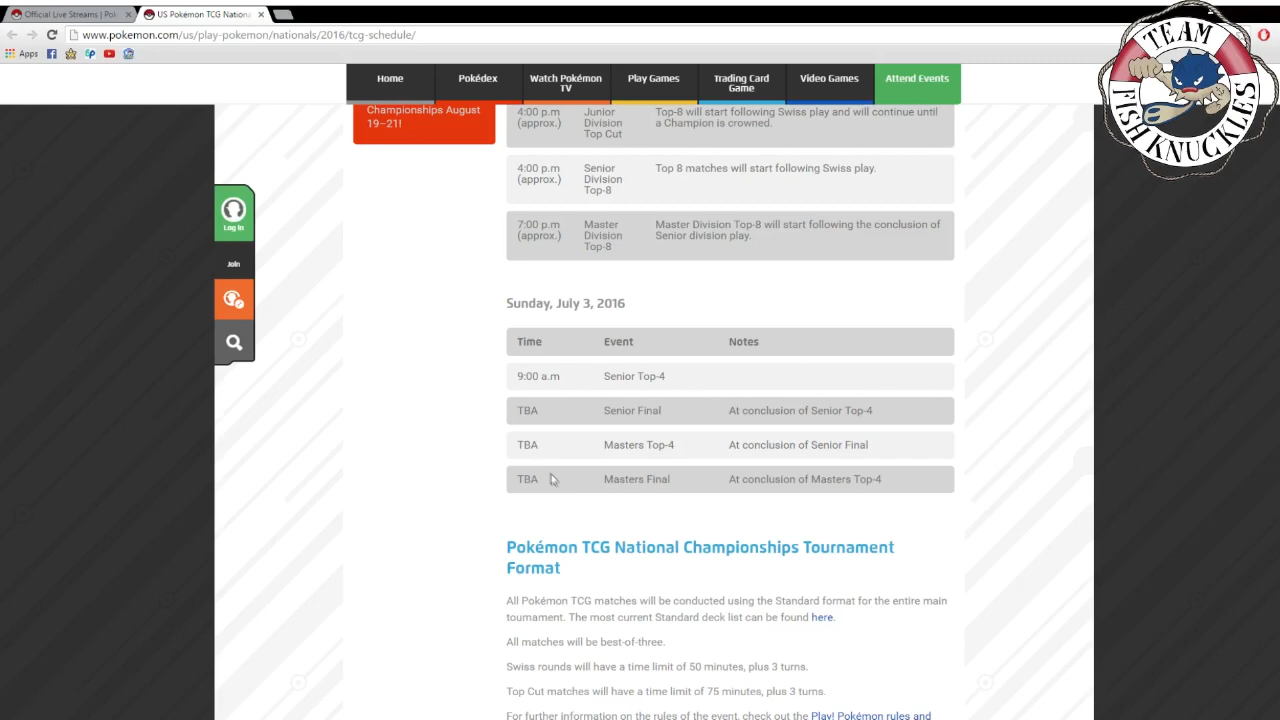 Official Live Streams | Pok
US Pokémon TCG Nationa
www.pokemon.com/us/play-pokemon/nationals/2016/tcg-schedule/
Apps
TEAM
FISH KNUCKLES
Home
Pokédex
Watch Pokémon
TV
Play Games
Trading Card
Game
Video Games
Attend Events
Championships August
19–21!
4:00 p.m
(approx.)
Junior
Division
Top Cut
Top-8 will start following Swiss play and will continue until
a Champion is crowned.
4:00 p.m
(approx.)
Senior
Division
Top-8
Top 8 matches will start following Swiss play.
7:00 p.m
(approx.)
Master
Division
Top-8
Master Division Top-8 will start following the conclusion of
Senior division play.
Log In
Join
Sunday, July 3, 2016
Time Event Notes
9:00 a.m Senior Top-4
TBA Senior Final At conclusion of Senior Top-4
TBA Masters Top-4 At conclusion of Senior Final
TBA Masters Final At conclusion of Masters Top-4
Pokémon TCG National Championships Tournament
Format
All Pokémon TCG matches will be conducted using the Standard format for the entire main
tournament. The most current Standard deck list can be found here.
All matches will be best-of-three.
Swiss rounds will have a time limit of 50 minutes, plus 3 turns.
Top Cut matches will have a time limit of 75 minutes, plus 3 turns.
For further information on the rules of the event, check out the Play! Pokémon rules and